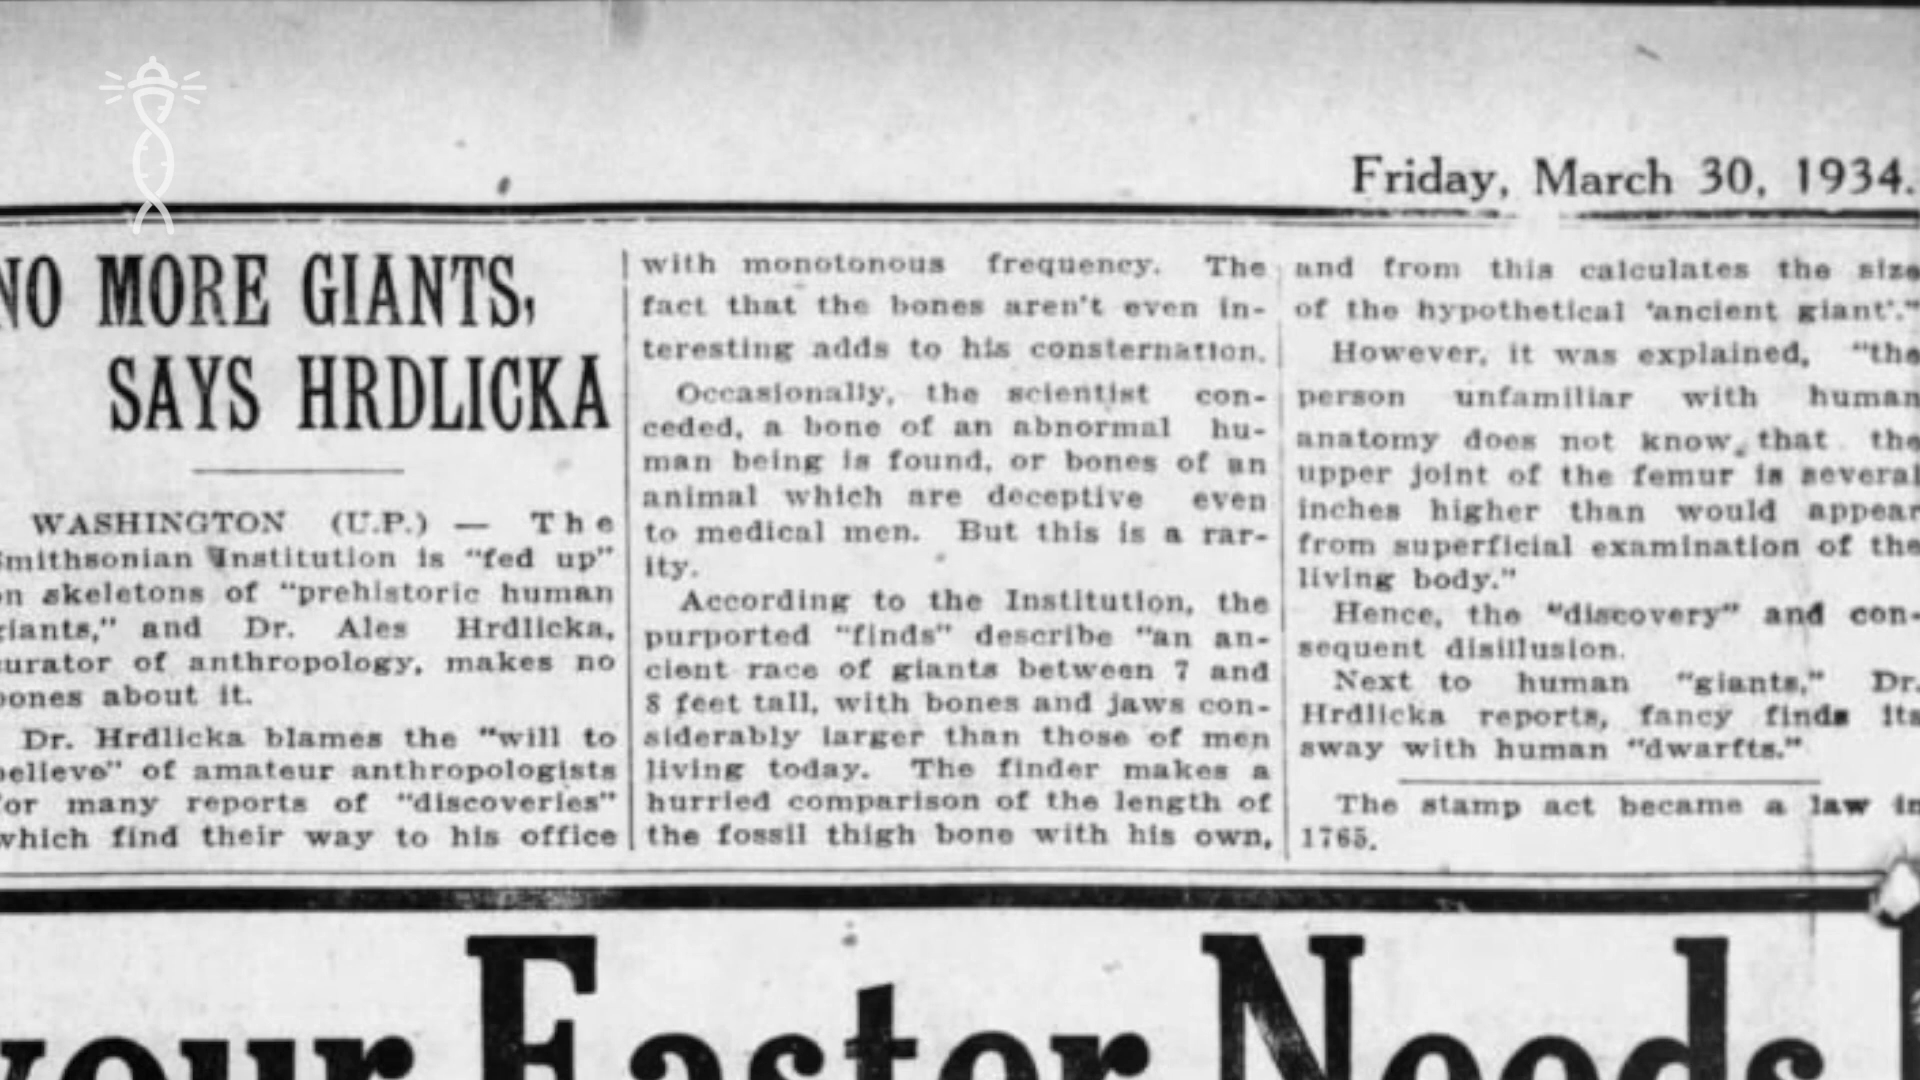 Friday, March 30, 1934.
NO MORE GIANTS,
SAYS HRDLICKA
WASHINGTON (U.P.) — The
Smithsonian Institution is "fed up"
on skeletons of "prehistoric human
giants," and Dr. Ales Hrdlicka,
curator of anthropology, makes no
bones about it.
Dr. Hrdlicka blames the "will to
believe" of amateur anthropologists
for many reports of "discoveries"
which find their way to his office
with monotonous frequency. The
fact that the bones aren't even in-
teresting adds to his consternation.
Occasionally, the scientist con-
ceded, a bone of an abnormal hu-
man being is found, or bones of an
animal which are deceptive even
to medical men. But this is a rar-
ity.
According to the Institution, the
purported "finds" describe "an an-
cient race of giants between 7 and
8 feet tall, with bones and jaws con-
siderably larger than those of men
living today. The finder makes a
hurried comparison of the length of
the fossil thigh bone with his own,
and from this calculates the size
of the hypothetical 'ancient giant'."
However, it was explained, "the
person unfamiliar with human
anatomy does not know that the
upper joint of the femur is several
inches higher than would appear
from superficial examination of the
living body."
Hence, the "discovery" and con-
sequent disillusion.
Next to human "giants," Dr.
Hrdlicka reports, fancy finds its
sway with human "dwarfts."
The stamp act became a law in
1765.
your Easter Needs